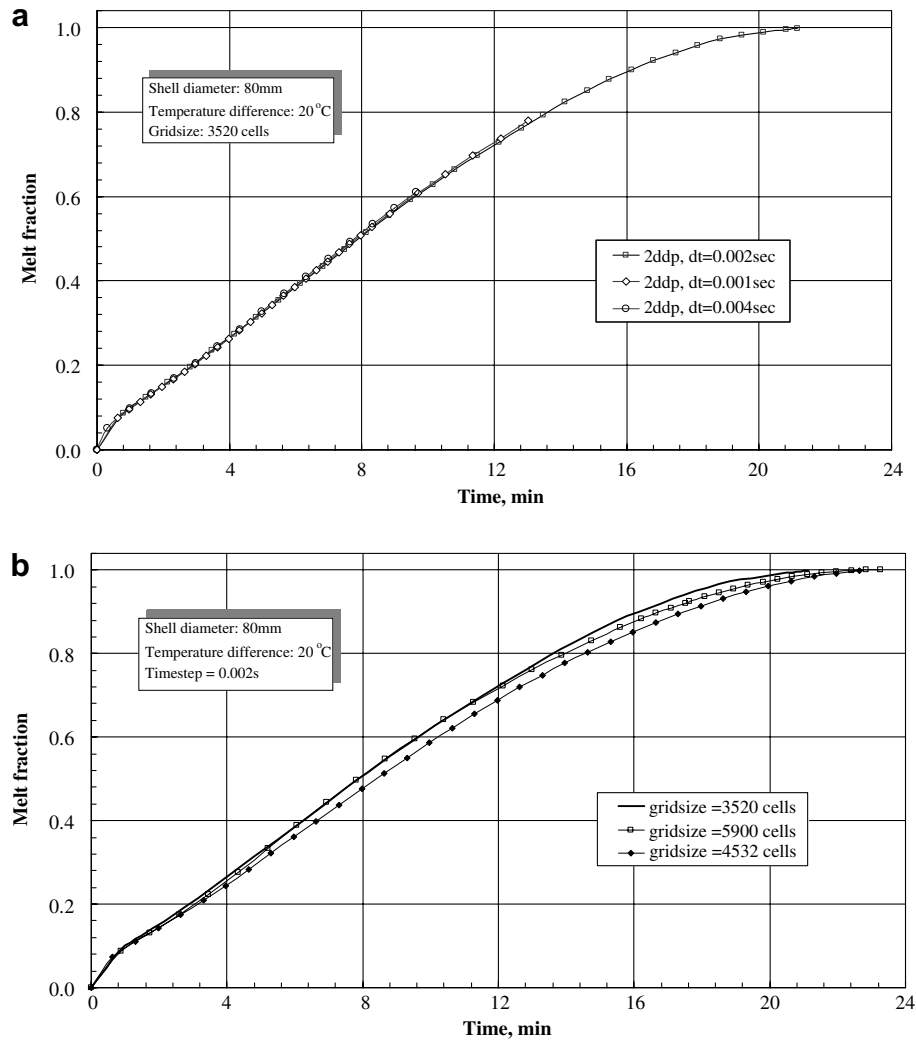 a
1.0
0.8
0.6
0.4
0.2
0.0
Melt fraction
Shell diameter: 80mm
Temperature difference: 20 °C
Gridsize: 3520 cells
2ddp, dt=0.002sec
2ddp, dt=0.001sec
2ddp, dt=0.004sec
0 4 8 12 16 20 24
Time, min
b
1.0
0.8
0.6
0.4
0.2
0.0
Melt fraction
Shell diameter: 80mm
Temperature difference: 20 °C
Timestep = 0.002s
gridsize =3520 cells
gridsize =5900 cells
gridsize =4532 cells
0 4 8 12 16 20 24
Time, min